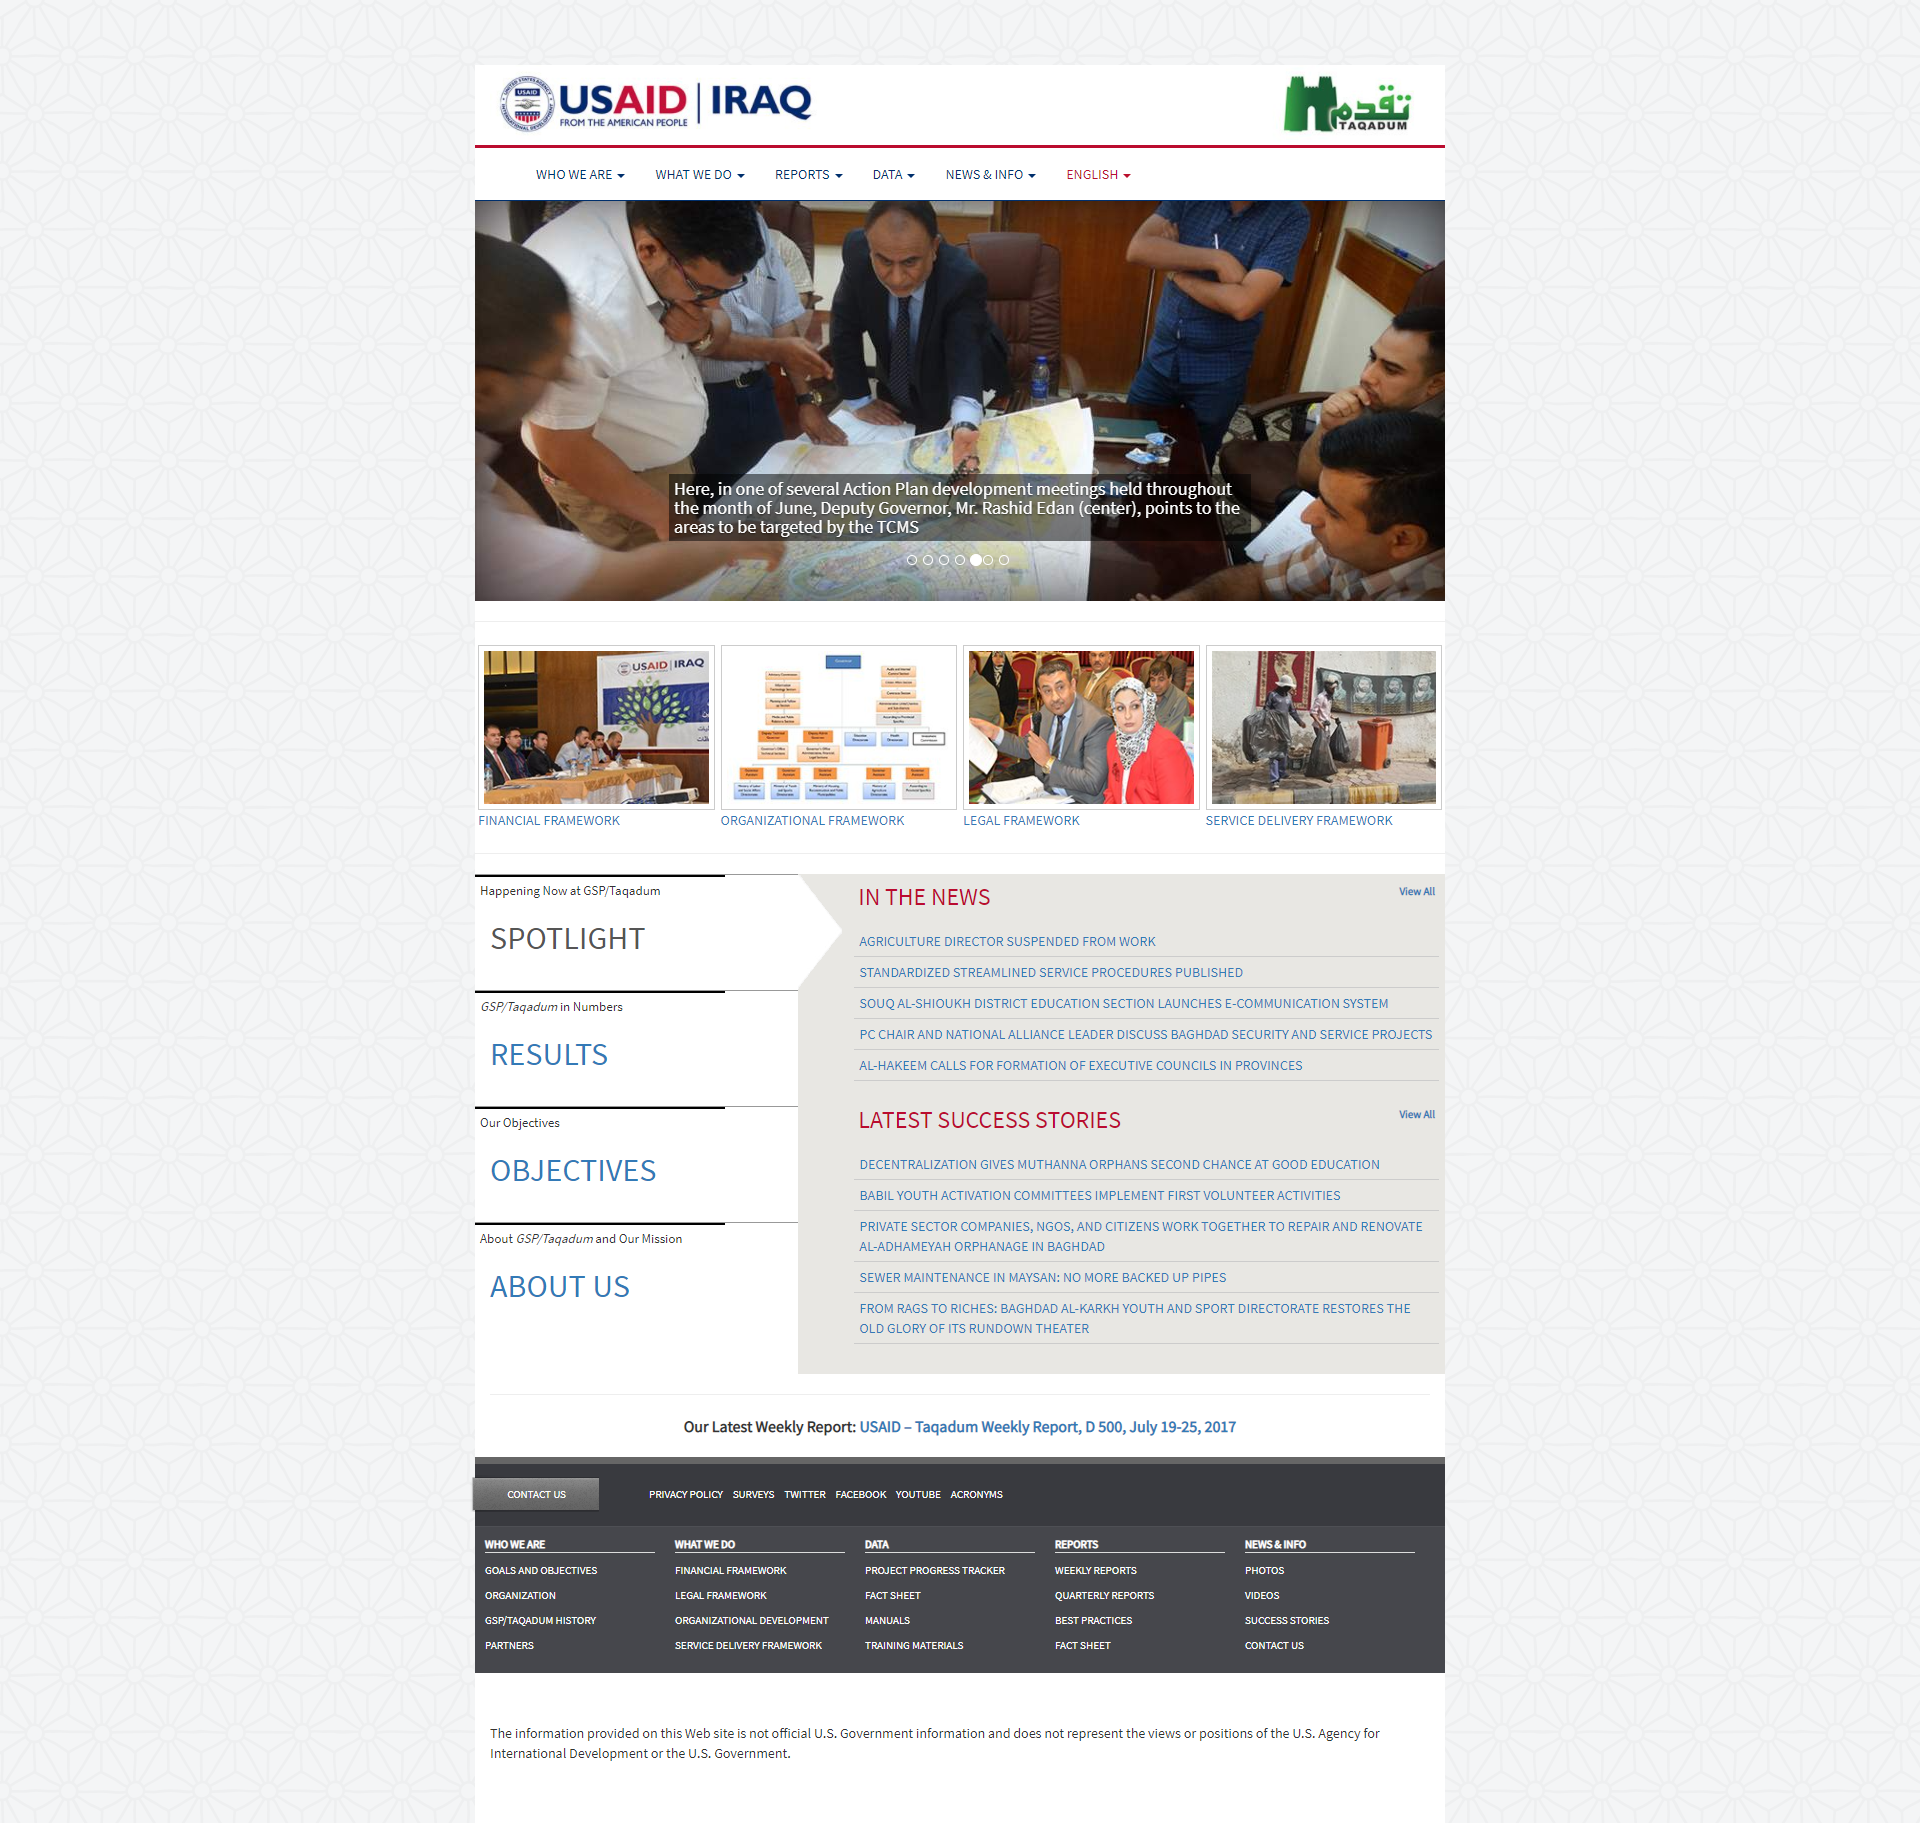 USAID | IRAQ
FROM THE AMERICAN PEOPLE
تقدم
TAQADUM
WHO WE ARE
WHAT WE DO
REPORTS
DATA
NEWS & INFO
ENGLISH
Here, in one of several Action Plan development meetings held throughout
the month of June, Deputy Governor, Mr. Rashid Edan (center), points to the
areas to be targeted by the TCMS
USAID | IRAQ
FINANCIAL FRAMEWORK
ORGANIZATIONAL FRAMEWORK
LEGAL FRAMEWORK
SERVICE DELIVERY FRAMEWORK
Happening Now at GSP/Taqadum
SPOTLIGHT
GSP/Taqadum in Numbers
RESULTS
Our Objectives
OBJECTIVES
About GSP/Taqadum and Our Mission
ABOUT US
IN THE NEWS
View All
AGRICULTURE DIRECTOR SUSPENDED FROM WORK
STANDARDIZED STREAMLINED SERVICE PROCEDURES PUBLISHED
SOUQ AL-SHIOUKH DISTRICT EDUCATION SECTION LAUNCHES E-COMMUNICATION SYSTEM
PC CHAIR AND NATIONAL ALLIANCE LEADER DISCUSS BAGHDAD SECURITY AND SERVICE PROJECTS
AL-HAKEEM CALLS FOR FORMATION OF EXECUTIVE COUNCILS IN PROVINCES
LATEST SUCCESS STORIES
View All
DECENTRALIZATION GIVES MUTHANNA ORPHANS SECOND CHANCE AT GOOD EDUCATION
BABIL YOUTH ACTIVATION COMMITTEES IMPLEMENT FIRST VOLUNTEER ACTIVITIES
PRIVATE SECTOR COMPANIES, NGOS, AND CITIZENS WORK TOGETHER TO REPAIR AND RENOVATE
AL-ADHAMEYAH ORPHANAGE IN BAGHDAD
SEWER MAINTENANCE IN MAYSAN: NO MORE BACKED UP PIPES
FROM RAGS TO RICHES: BAGHDAD AL-KARKH YOUTH AND SPORT DIRECTORATE RESTORES THE
OLD GLORY OF ITS RUNDOWN THEATER
Our Latest Weekly Report: USAID – Taqadum Weekly Report, D 500, July 19-25, 2017
CONTACT US
PRIVACY POLICY SURVEYS TWITTER FACEBOOK YOUTUBE ACRONYMS
WHO WE ARE
GOALS AND OBJECTIVES
ORGANIZATION
GSP/TAQADUM HISTORY
PARTNERS
WHAT WE DO
FINANCIAL FRAMEWORK
LEGAL FRAMEWORK
ORGANIZATIONAL DEVELOPMENT
SERVICE DELIVERY FRAMEWORK
DATA
PROJECT PROGRESS TRACKER
FACT SHEET
MANUALS
TRAINING MATERIALS
REPORTS
WEEKLY REPORTS
QUARTERLY REPORTS
BEST PRACTICES
FACT SHEET
NEWS & INFO
PHOTOS
VIDEOS
SUCCESS STORIES
CONTACT US
The information provided on this Web site is not official U.S. Government information and does not represent the views or positions of the U.S. Agency for
International Development or the U.S. Government.